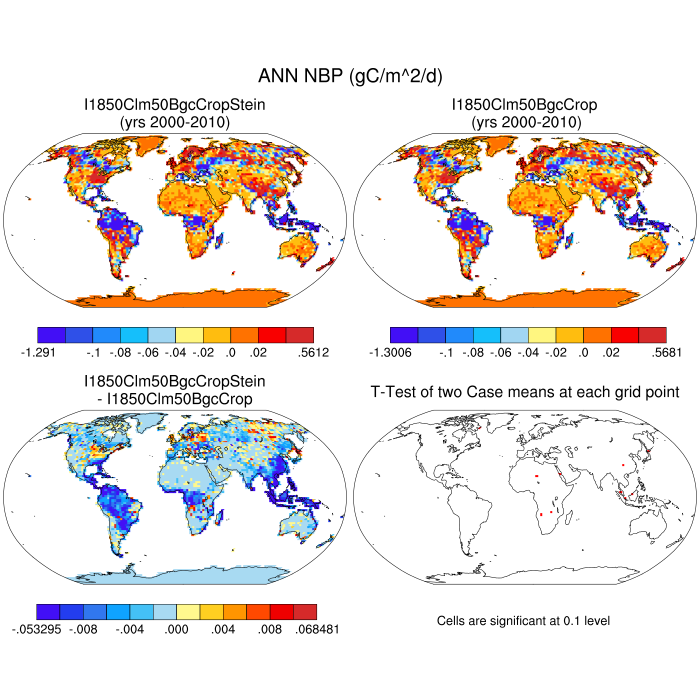 ANN NBP (gC/m^2/d)
I1850Clm50BgcCropStein
(yrs 2000-2010)
I1850Clm50BgcCrop
(yrs 2000-2010)
-1.291 -.1 -.08 -.06 -.04 -.02 .0 .02 .5612
-1.3006 -.1 -.08 -.06 -.04 -.02 .0 .02 .5681
I1850Clm50BgcCropStein
- I1850Clm50BgcCrop
T-Test of two Case means at each grid point
-.053295 -.008 -.004 .000 .004 .008 .068481
Cells are significant at 0.1 level